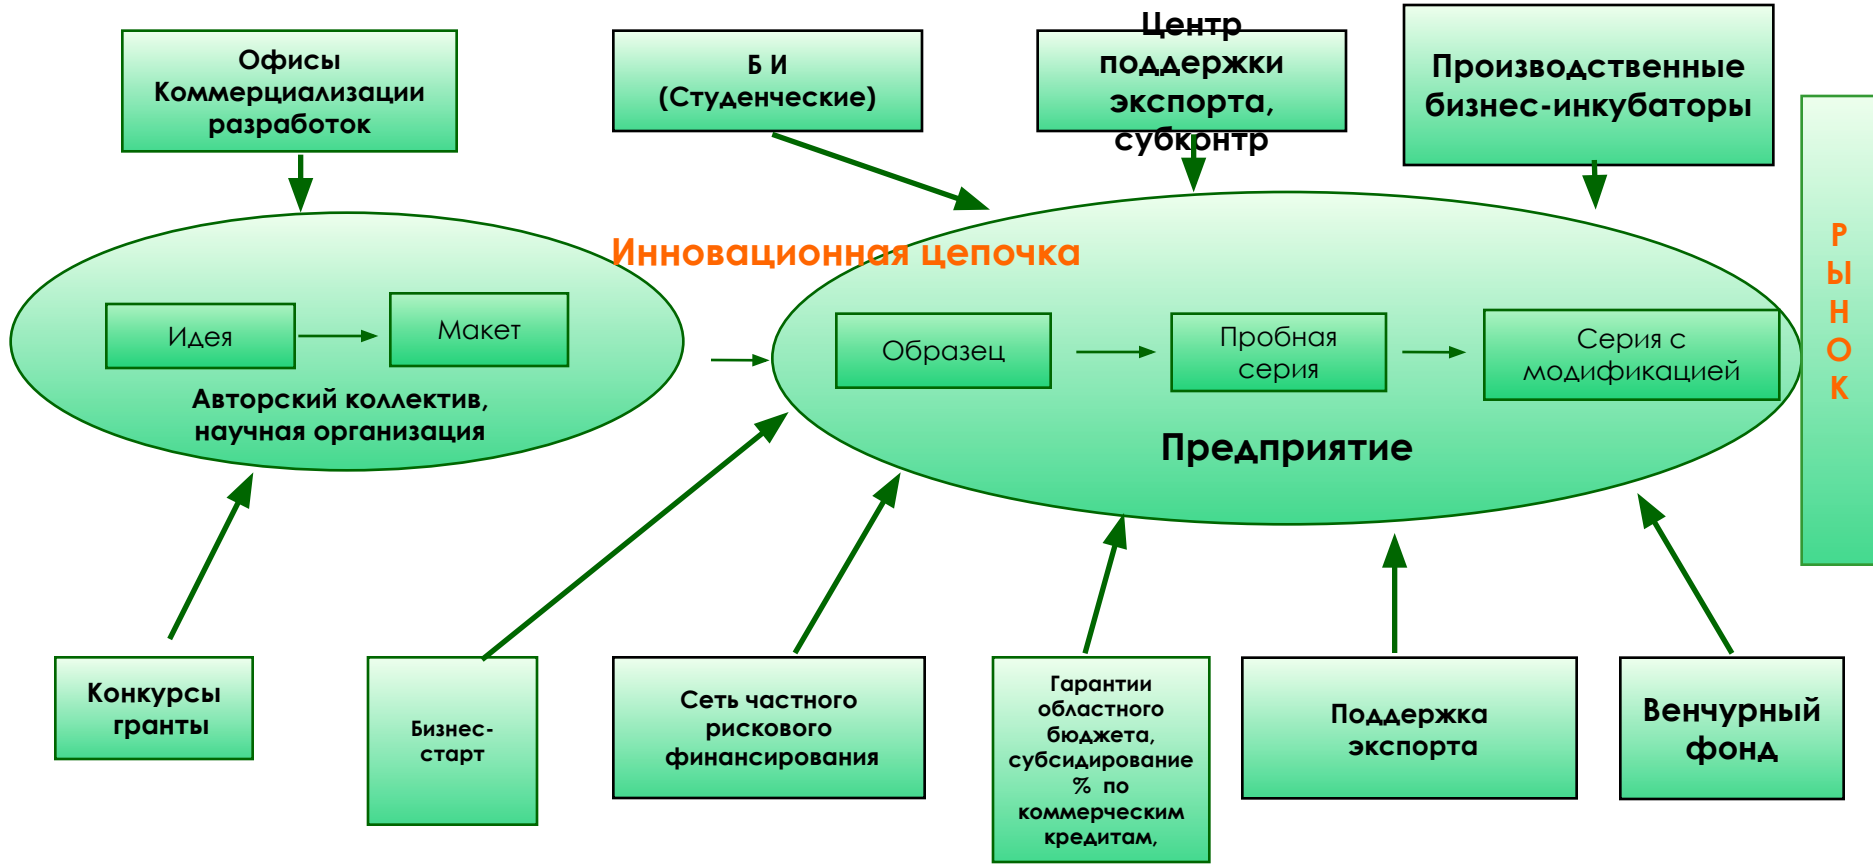 Офисы
Коммерциализации
разработок
Б И
(Студенческие)
Центр
поддержки
экспорта,
субконтр
Производственные
бизнес-инкубаторы
Р
Ы
Н
О
К
Инновационная цепочка
Идея
Макет
Авторский коллектив,
научная организация
Образец
Пробная
серия
Серия с
модификацией
Предприятие
Конкурсы
гранты
Бизнес-
старт
Сеть частного
рискового
финансирования
Гарантии
областного
бюджета,
субсидирование
% по
коммерческим
кредитам,
Поддержка
экспорта
Венчурный
фонд